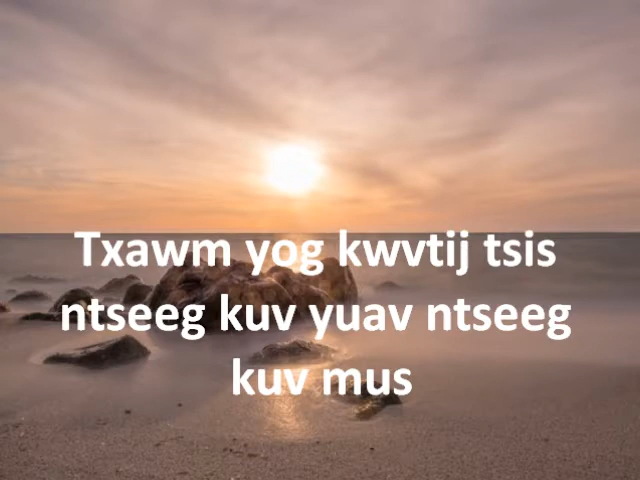 Txawm yog kwvtij tsis
ntseeg kuv yuav ntseeg
kuv mus